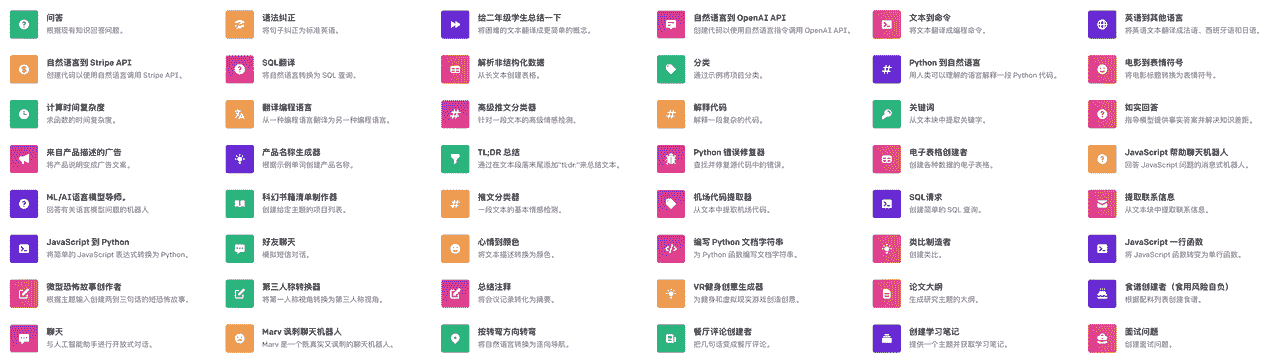 问答
根据现有知识回答问题。
语法纠正
将句子纠正为标准英语。
给二年级学生总结一下
将困难的文本翻译成更简单的概念。
自然语言到 OpenAI API
创建代码以使用自然语言指令调用 OpenAI API。
文本到命令
将文本翻译成编程命令。
英语到其他语言
将英语文本翻译成法语、西班牙语和日语。
自然语言到 Stripe API
创建代码以使用自然语言调用 Stripe API。
SQL翻译
将自然语言转换为 SQL 查询。
解析非结构化数据
从长文本创建表格。
分类
通过示例将项目分类。
Python 到自然语言
用人类可以理解的语言解释一段 Python 代码。
电影到表情符号
将电影标题转换为表情符号。
计算时间复杂度
求函数的时间复杂度。
翻译编程语言
从一种编程语言翻译为另一种编程语言。
高级推文分类器
针对一段文本的高级情感检测。
解释代码
解释一段复杂的代码。
关键词
从文本块中提取关键字。
如实回答
指导模型提供事实答案并解决知识差距。
来自产品描述的广告
将产品说明变成广告文案。
产品名称生成器
根据示例单词创建产品名称。
TL;DR 总结
通过在文本段落末尾添加"tl;dr:"来总结文本。
Python 错误修复器
查找并修复源代码中的错误。
电子表格创建者
创建各种数据的电子表格。
JavaScript 帮助聊天机器人
回答 JavaScript 问题的消息式机器人。
ML/AI语言模型导师。
回答有关语言模型问题的机器人
科幻书籍清单制作器
创建给定主题的项目列表。
推文分类器
一段文本的基本情感检测。
机场代码提取器
从文本中提取机场代码。
SQL请求
创建简单的 SQL 查询。
提取联系信息
从文本块中提取联系信息。
JavaScript 到 Python
将简单的 JavaScript 表达式转换为 Python。
好友聊天
模拟短信对话。
心情到颜色
将文本描述转换为颜色。
编写 Python 文档字符串
为 Python 函数编写文档字符串。
类比制造者
创建类比。
JavaScript 一行函数
将 JavaScript 函数转变为单行函数。
微型恐怖故事创作者
根据主题输入创建两到三句话的短恐怖故事。
第三人称转换器
将第一人称视角转换为第三人称视角。
总结注释
将会议记录转化为摘要。
VR健身创意生成器
为健身和虚拟现实游戏创造创意。
论文大纲
生成研究主题的大纲。
食谱创建者（食用风险自负）
根据配料列表创建食谱。
聊天
与人工智能助手进行开放式对话。
Marv 讽刺聊天机器人
Marv 是一个既真实又讽刺的聊天机器人。
按转弯方向转弯
将自然语言转换为逐向导航。
餐厅评论创建者
把几句话变成餐厅评论。
创建学习笔记
提供一个主题并获取学习笔记。
面试问题
创建面试问题。